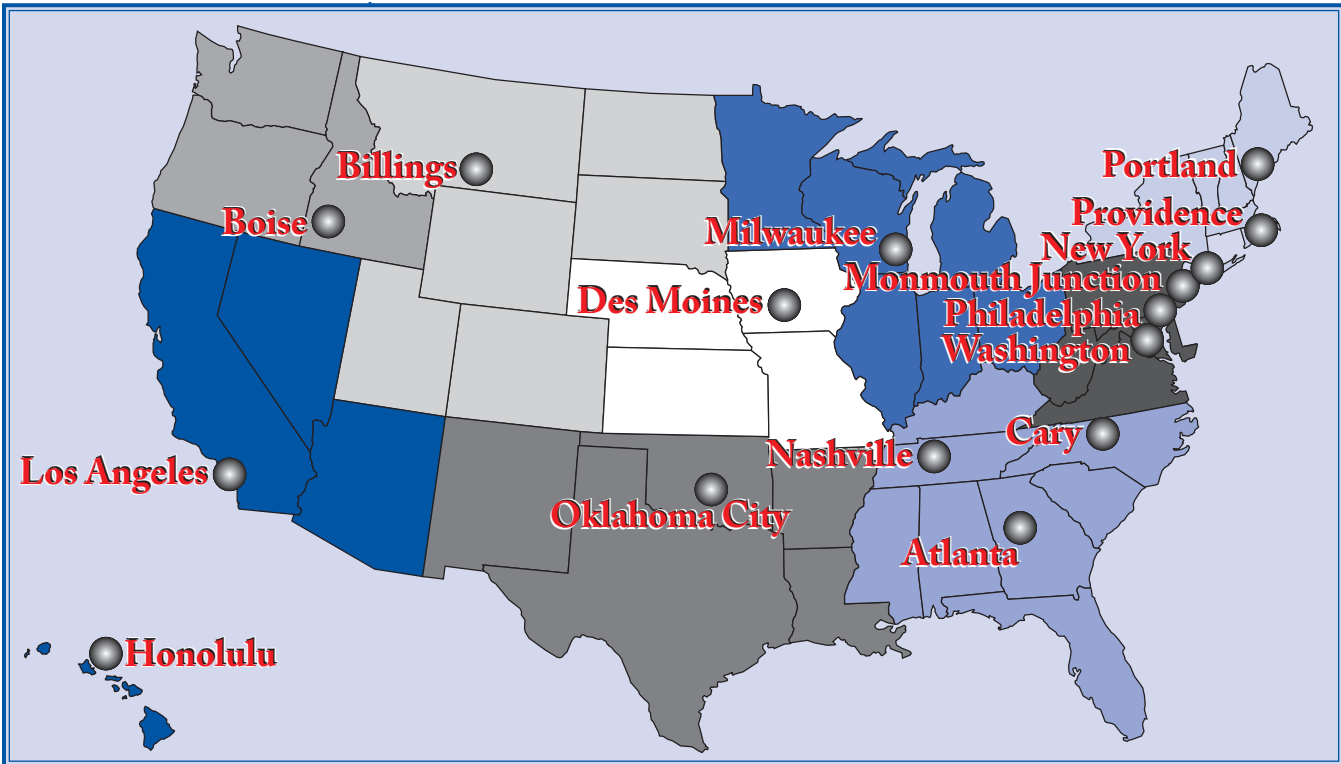 Portland
Billings
Providence
Boise
Milwaukee
New York
Monmouth Junction
Des Moines
Philadelphia
Washington
Cary
Nashville
Los Angeles
Oklahoma City
Atlanta
Honolulu